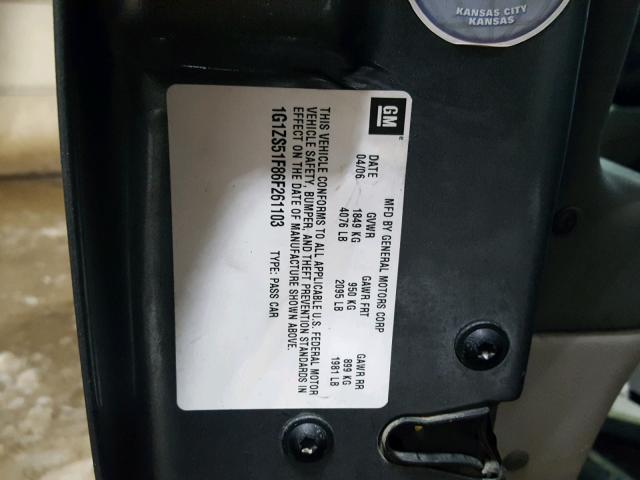 KANSAS CITY
KANSAS
GM
MFD BY GENERAL MOTORS CORP
DATE GVWR GAWR FRT GAWR RR
04/06 1849 KG 950 KG 899 KG
4076 LB 2095 LB 1981 LB
THIS VEHICLE CONFORMS TO ALL APPLICABLE U.S. FEDERAL MOTOR
VEHICLE SAFETY, BUMPER, AND THEFT PREVENTION STANDARDS IN
EFFECT ON THE DATE OF MANUFACTURE SHOWN ABOVE.
1G1ZS51F86F261103 TYPE: PASS CAR